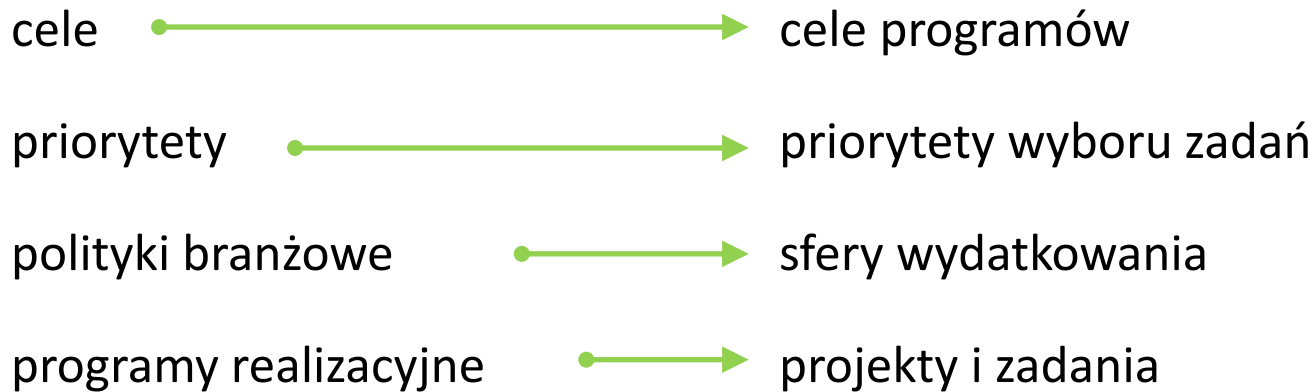 cele cele programów
priorytety priorytety wyboru zadań
polityki branżowe sfery wydatkowania
programy realizacyjne projekty i zadania